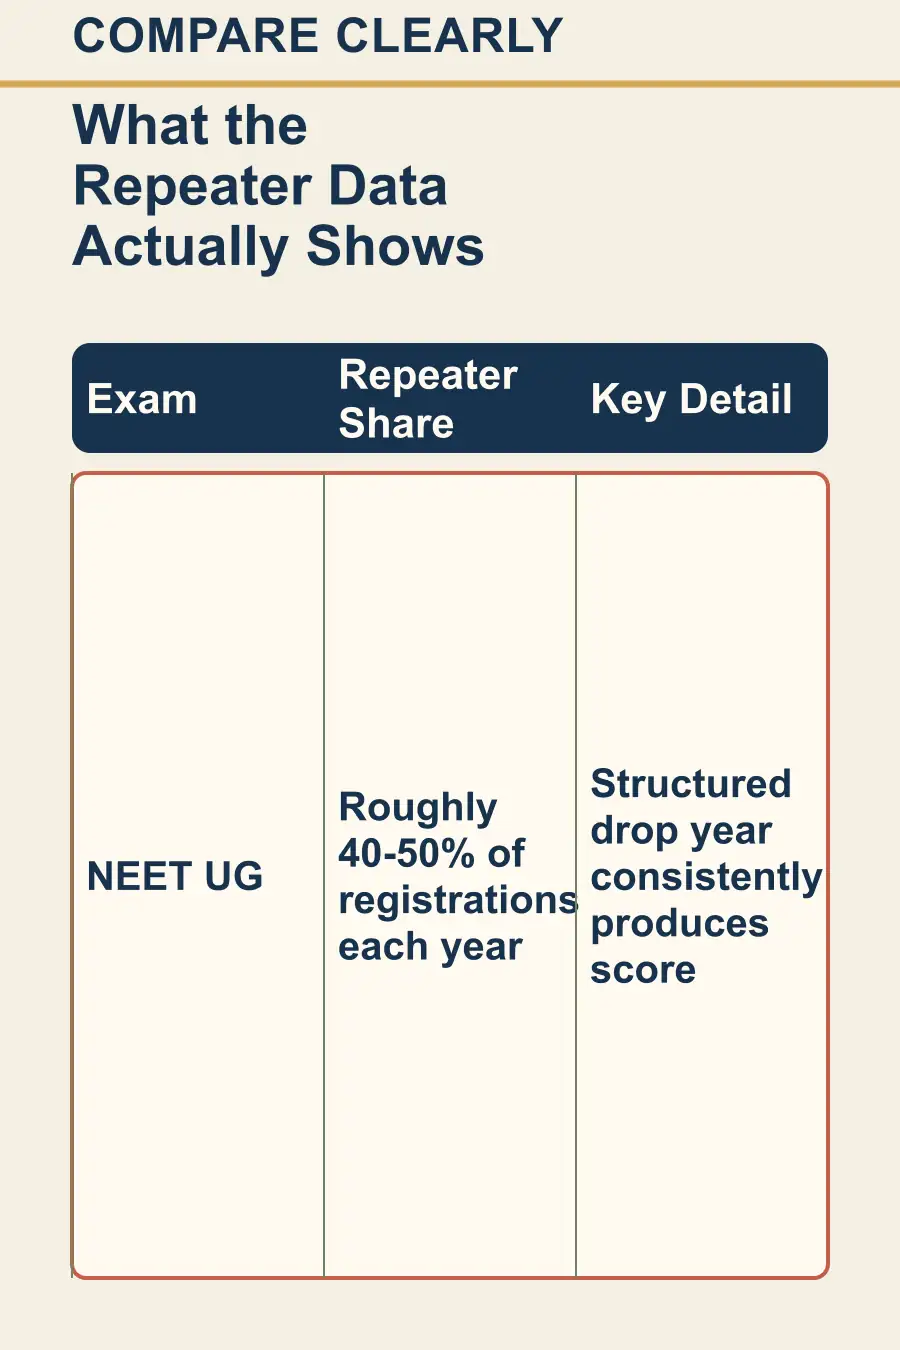 COMPARE CLEARLY
What the
Repeater Data
Actually Shows
Exam
Repeater
Share
Key Detail
NEET UG
Roughly
40-50% of
registrations
each year
Structured
drop year
consistently
produces
score